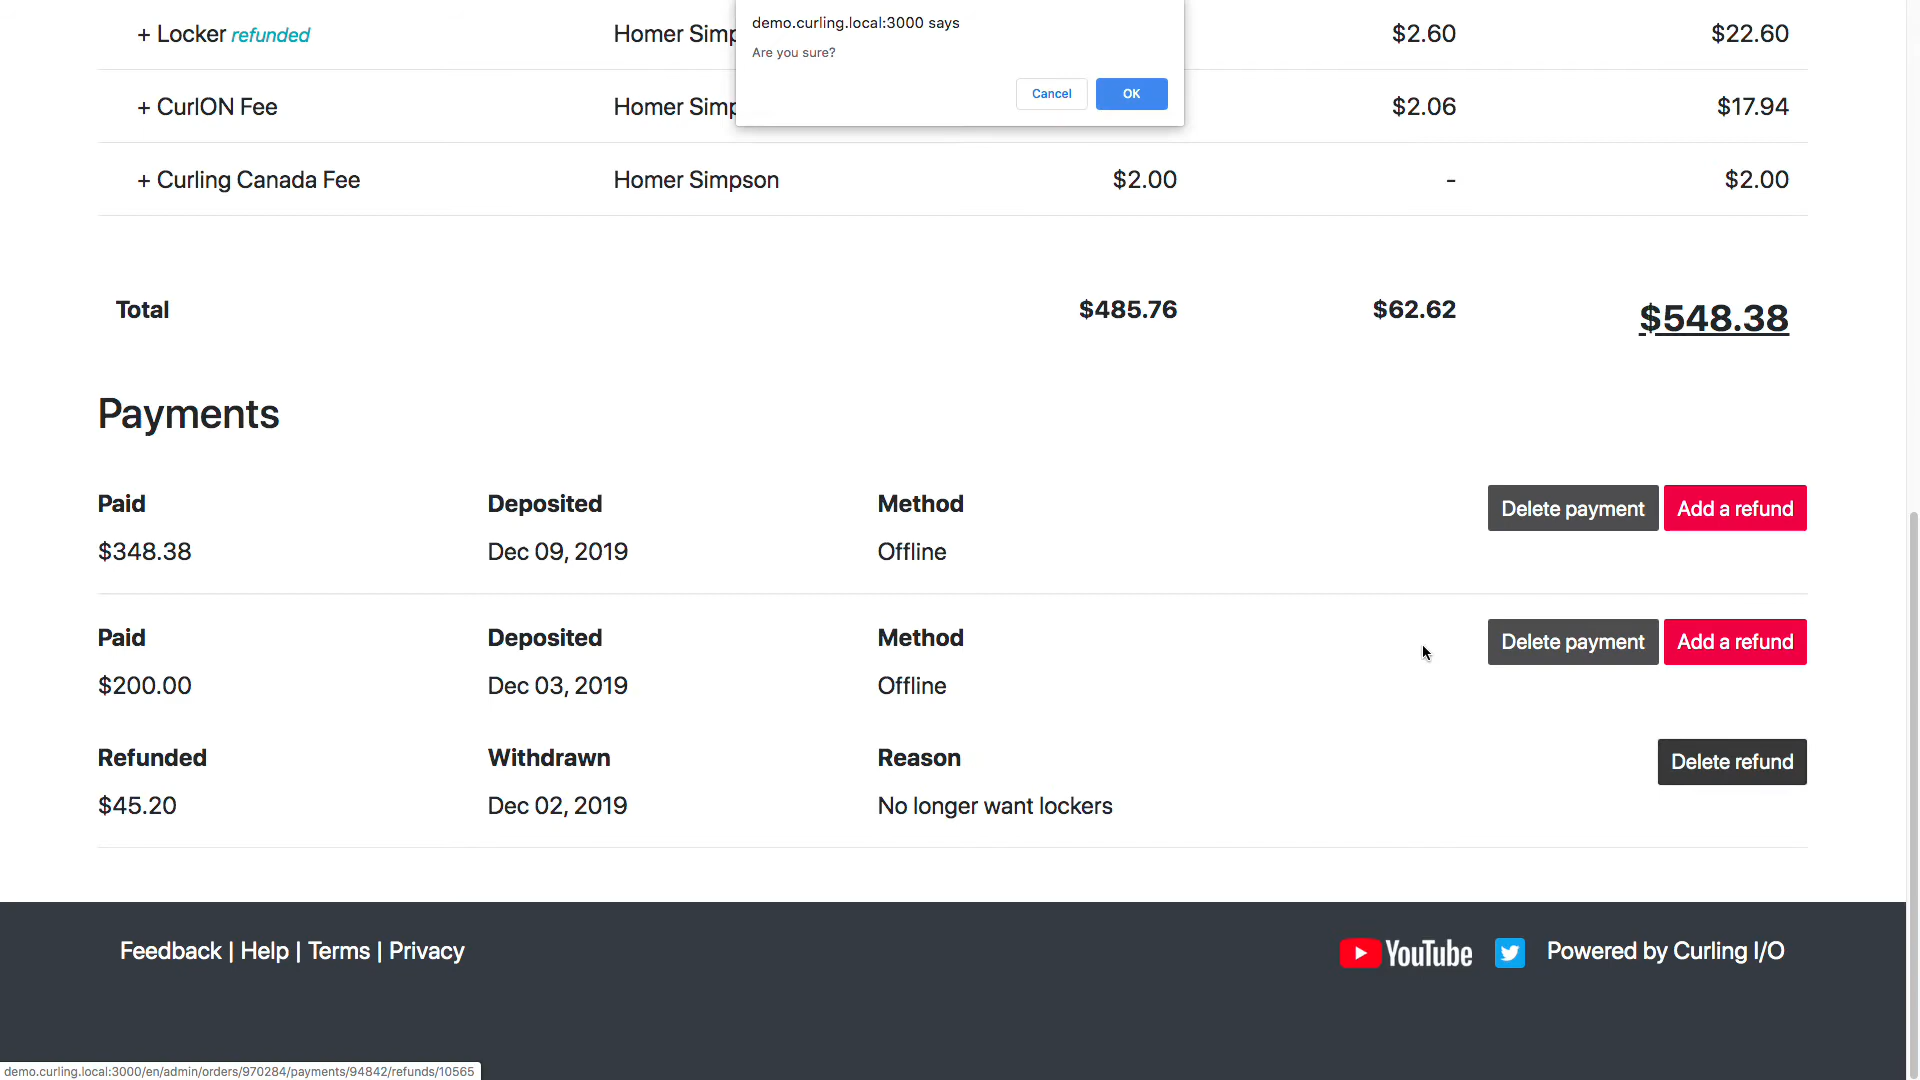 demo.curling.local:3000 says
Are you sure?
Cancel OK
+ Locker refunded Homer Simp $2.60 $22.60
+ CurlON Fee Homer Simp $2.06 $17.94
+ Curling Canada Fee Homer Simpson $2.00 - $2.00
Total $485.76 $62.62 $548.38
Payments
Paid Deposited Method Delete payment Add a refund
$348.38 Dec 09, 2019 Offline
Paid Deposited Method Delete payment Add a refund
$200.00 Dec 03, 2019 Offline
Refunded Withdrawn Reason Delete refund
$45.20 Dec 02, 2019 No longer want lockers
Feedback | Help | Terms | Privacy YouTube Powered by Curling I/O
demo.curling.local:3000/en/admin/orders/970284/payments/94842/refunds/10565